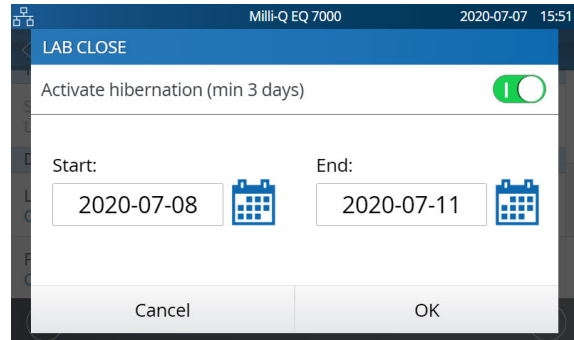 Milli-Q EQ 7000 2020-07-07 15:51
LAB CLOSE
Activate hibernation (min 3 days)
Start: End:
2020-07-08 2020-07-11
Cancel OK